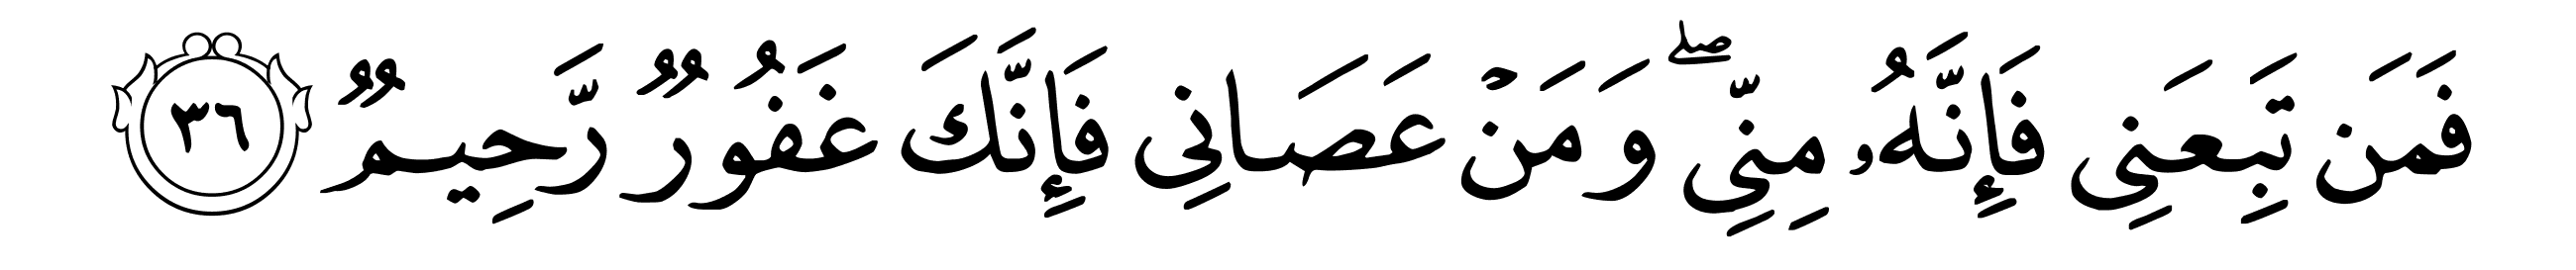 فَمَن تَبِعَنِى فَإِنَّهُۥ مِنِّىۖ وَمَنۡ عَصَانِى فَإِنَّكَ غَفُورٌ رَّحِيمٌ ٣٦